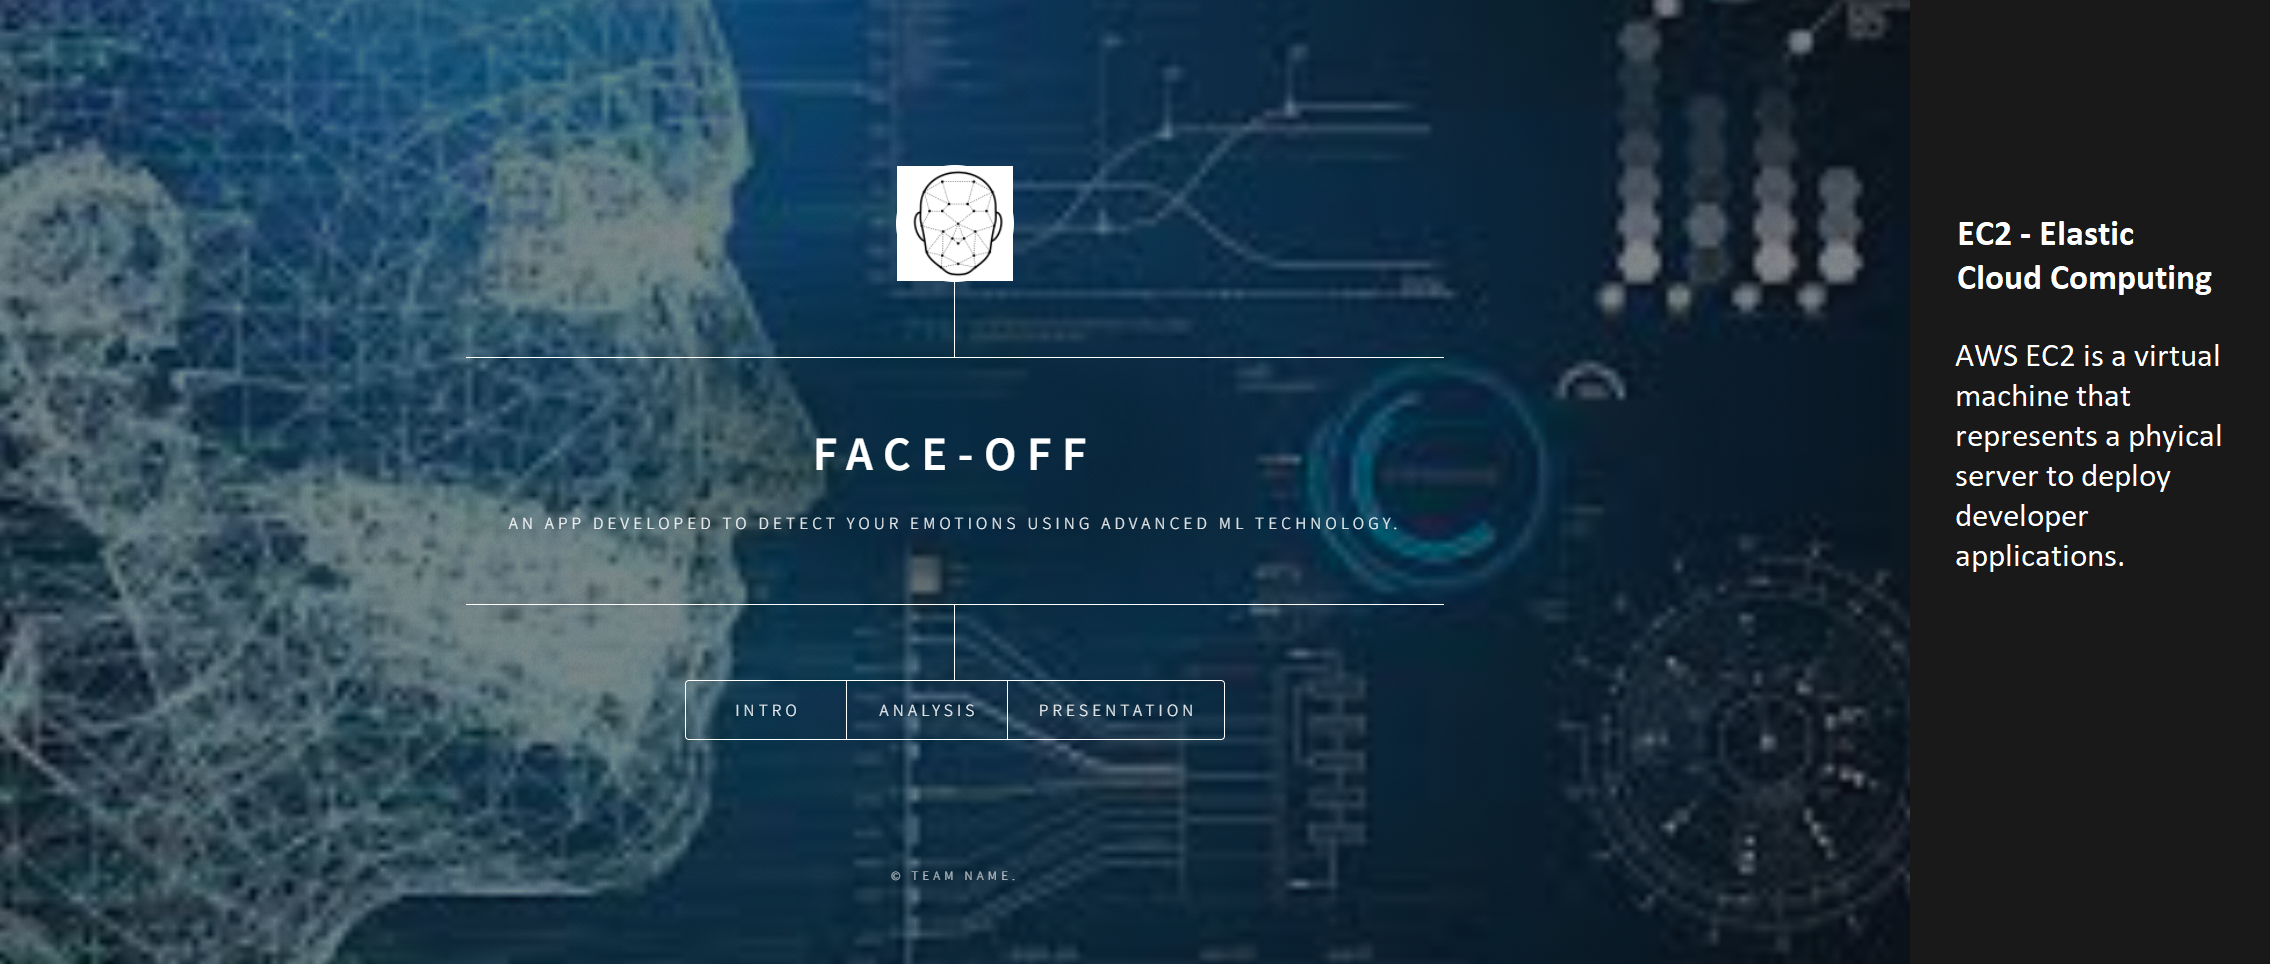 FACE-OFF
AN APP DEVELOPED TO DETECT YOUR EMOTIONS USING ADVANCED ML TECHNOLOGY.
INTRO ANALYSIS PRESENTATION
© TEAM NAME.
EC2 - Elastic
Cloud Computing
AWS EC2 is a virtual
machine that
represents a phyical
server to deploy
developer
applications.